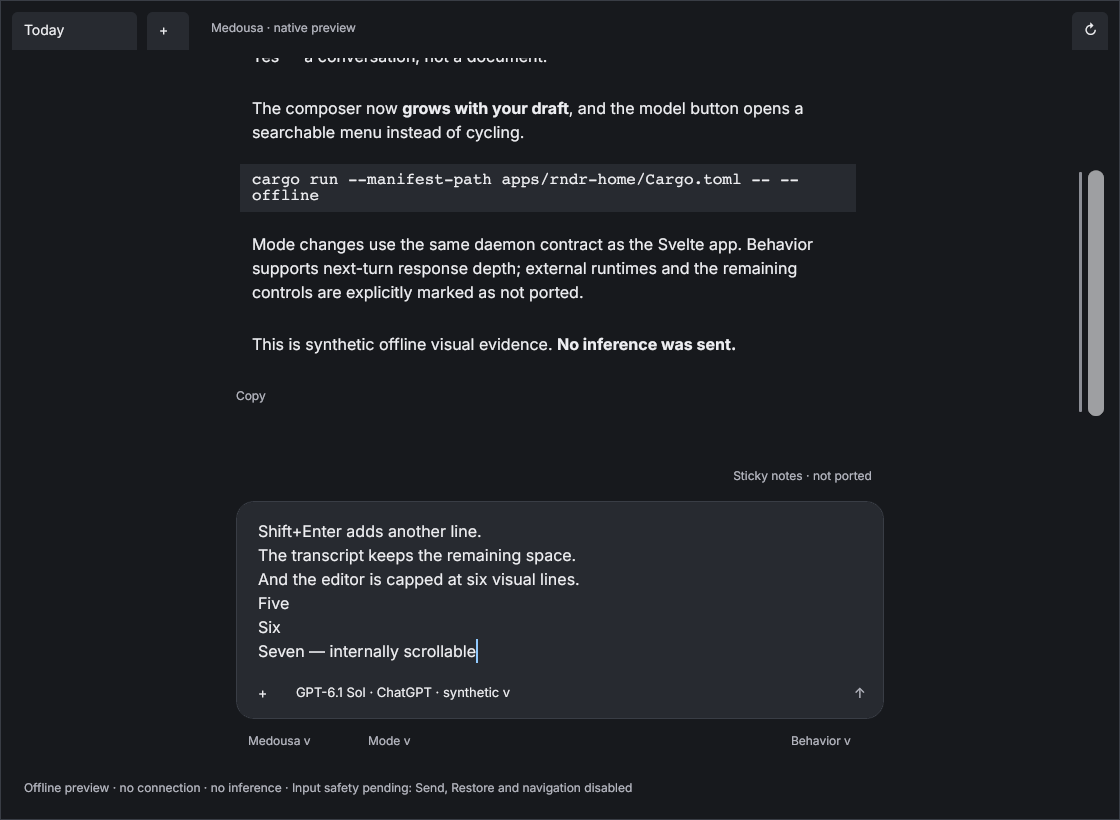 Today
+
Medousa · native preview
Yes — a conversation, not a document.
The composer now grows with your draft, and the model button opens a
searchable menu instead of cycling.
cargo run --manifest-path apps/rndr-home/Cargo.toml -- --
offline
Mode changes use the same daemon contract as the Svelte app. Behavior
supports next-turn response depth; external runtimes and the remaining
controls are explicitly marked as not ported.
This is synthetic offline visual evidence. No inference was sent.
Copy
Sticky notes · not ported
Shift+Enter adds another line.
The transcript keeps the remaining space.
And the editor is capped at six visual lines.
Five
Six
Seven — internally scrollable
+ GPT-6.1 Sol · ChatGPT · synthetic v
Medousa v Mode v Behavior v
Offline preview · no connection · no inference · Input safety pending: Send, Restore and navigation disabled